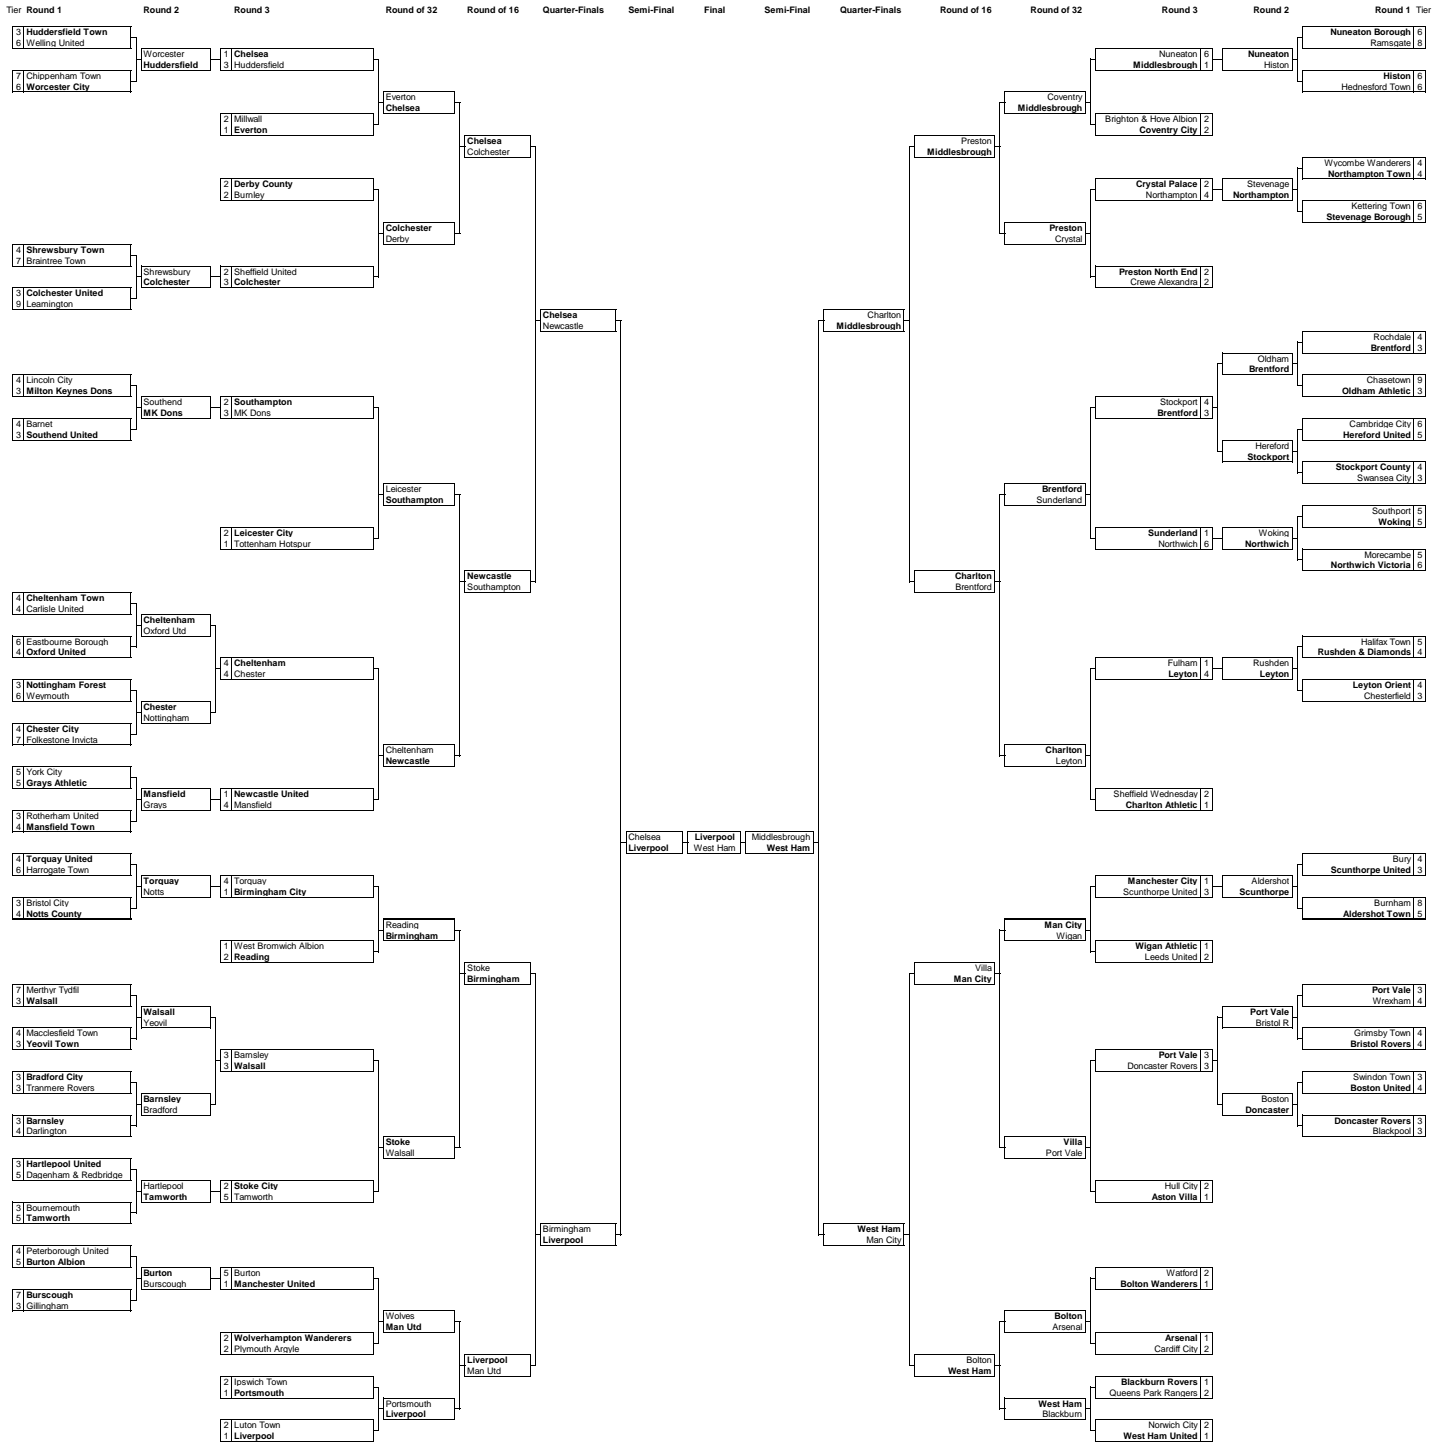 Tier Round 1 Round 2 Round 3 Round of 32 Round of 16 Quarter-Finals Semi-Final Final Semi-Final Quarter-Finals Round of 16 Round of 32 Round 3 Round 2 Round 1 Tier
3 Huddersfield Town
6 Welling United
7 Chippenham Town
6 Worcester City
4 Shrewsbury Town
7 Braintree Town
3 Colchester United
9 Leamington
4 Lincoln City
3 Milton Keynes Dons
4 Barnet
3 Southend United
4 Cheltenham Town
4 Carlisle United
6 Eastbourne Borough
4 Oxford United
3 Nottingham Forest
6 Weymouth
4 Chester City
7 Folkestone Invicta
5 York City
5 Grays Athletic
3 Rotherham United
4 Mansfield Town
4 Torquay United
6 Harrogate Town
3 Bristol City
4 Notts County
7 Merthyr Tydfil
3 Walsall
4 Macclesfield Town
3 Yeovil Town
3 Bradford City
3 Tranmere Rovers
3 Barnsley
4 Darlington
3 Hartlepool United
5 Dagenham & Redbridge
3 Bournemouth
5 Tamworth
4 Peterborough United
5 Burton Albion
7 Burscough
3 Gillingham
Worcester
Huddersfield
Shrewsbury
Colchester
Southend
MK Dons
Cheltenham
Oxford Utd
Chester
Nottingham
Mansfield
Grays
Torquay
Notts
Walsall
Yeovil
Barnsley
Bradford
Hartlepool
Tamworth
Burton
Burscough
1 Chelsea
3 Huddersfield
2 Millwall
1 Everton
2 Derby County
2 Burnley
2 Sheffield United
3 Colchester
2 Southampton
3 MK Dons
2 Leicester City
1 Tottenham Hotspur
4 Cheltenham
4 Chester
1 Newcastle United
4 Mansfield
4 Torquay
1 Birmingham City
1 West Bromwich Albion
2 Reading
3 Barnsley
3 Walsall
2 Stoke City
5 Tamworth
5 Burton
1 Manchester United
2 Wolverhampton Wanderers
2 Plymouth Argyle
2 Ipswich Town
1 Portsmouth
2 Luton Town
1 Liverpool
Everton
Chelsea
Colchester
Derby
Leicester
Southampton
Cheltenham
Newcastle
Reading
Birmingham
Stoke
Walsall
Wolves
Man Utd
Portsmouth
Liverpool
Chelsea
Colchester
Newcastle
Southampton
Stoke
Birmingham
Liverpool
Man Utd
Chelsea
Newcastle
Birmingham
Liverpool
Chelsea
Liverpool
Liverpool
West Ham
Middlesbrough
West Ham
Charlton
Middlesbrough
West Ham
Man City
Preston
Middlesbrough
Charlton
Brentford
Villa
Man City
Bolton
West Ham
Coventry
Middlesbrough
Preston
Crystal
Brentford
Sunderland
Charlton
Leyton
Man City
Wigan
Villa
Port Vale
Bolton
Arsenal
West Ham
Blackburn
Nuneaton 6
Middlesbrough 1
Brighton & Hove Albion 2
Coventry City 2
Crystal Palace 2
Northampton 4
Preston North End 2
Crewe Alexandra 2
Stockport 4
Brentford 3
Sunderland 1
Northwich 6
Fulham 1
Leyton 4
Sheffield Wednesday 2
Charlton Athletic 1
Manchester City 1
Scunthorpe United 3
Wigan Athletic 1
Leeds United 2
Port Vale 3
Doncaster Rovers 3
Hull City 2
Aston Villa 1
Watford 2
Bolton Wanderers 1
Arsenal 1
Cardiff City 2
Blackburn Rovers 1
Queens Park Rangers 2
Norwich City 2
West Ham United 1
Nuneaton
Histon
Stevenage
Northampton
Oldham
Brentford
Hereford
Stockport
Woking
Northwich
Rushden
Leyton
Aldershot
Scunthorpe
Port Vale
Bristol R
Boston
Doncaster
Nuneaton Borough 6
Ramsgate 8
Histon 6
Hednesford Town 6
Wycombe Wanderers 4
Northampton Town 4
Kettering Town 6
Stevenage Borough 5
Rochdale 4
Brentford 3
Chasetown 9
Oldham Athletic 3
Cambridge City 6
Hereford United 5
Stockport County 4
Swansea City 3
Southport 5
Woking 5
Morecambe 5
Northwich Victoria 6
Halifax Town 5
Rushden & Diamonds 4
Leyton Orient 4
Chesterfield 3
Bury 4
Scunthorpe United 3
Burnham 8
Aldershot Town 5
Port Vale 3
Wrexham 4
Grimsby Town 4
Bristol Rovers 4
Swindon Town 3
Boston United 4
Doncaster Rovers 3
Blackpool 3